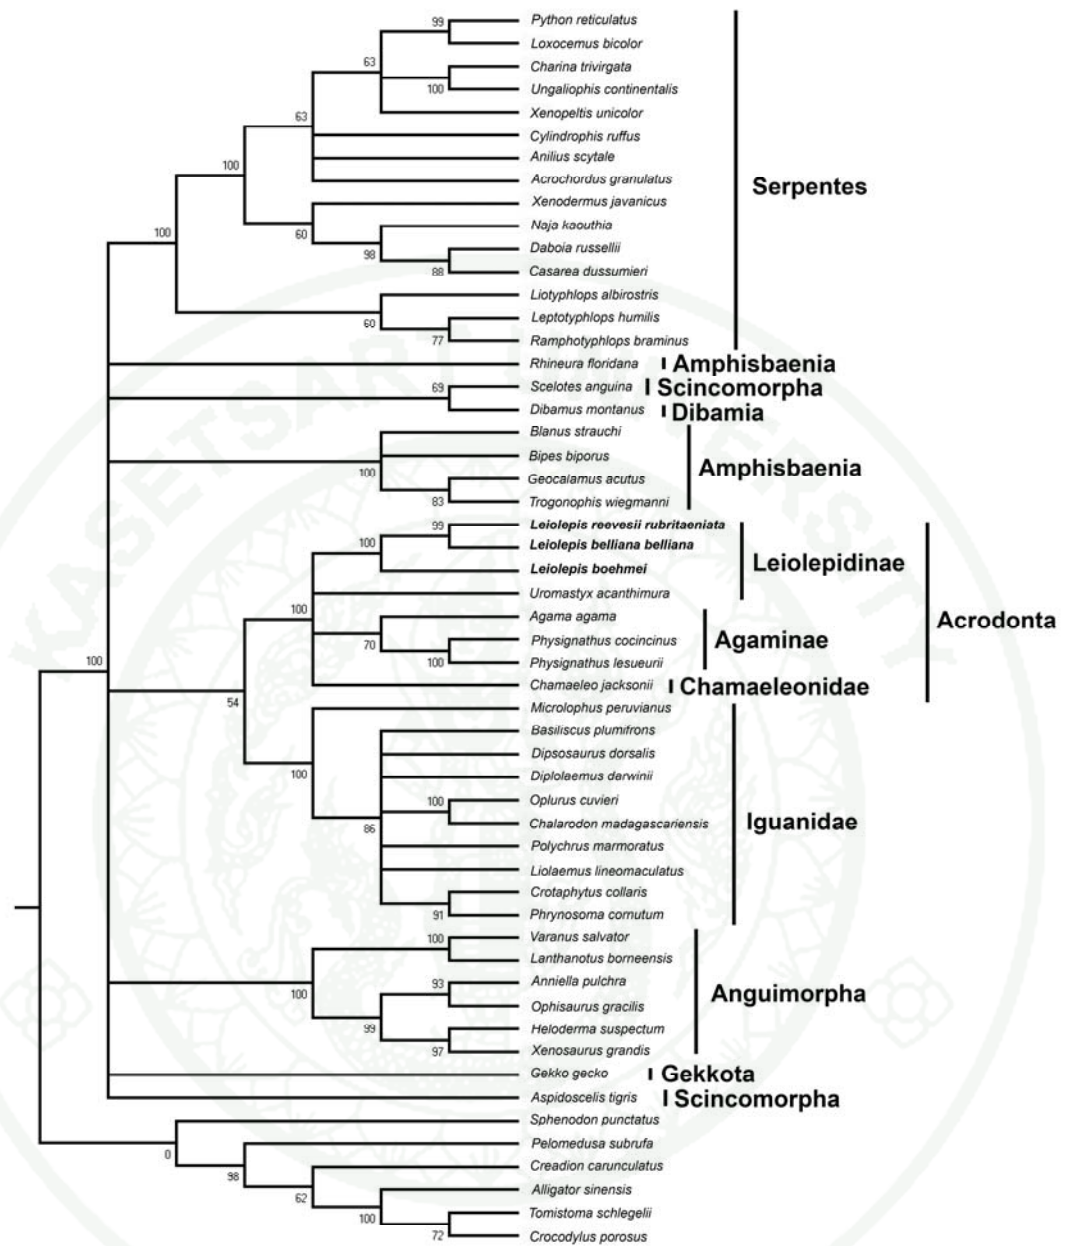 99
Python reticulatus
Loxocemus bicolor
63
Charina trivirgata
100
Ungaliophis continentalis
Xenopeltis unicolor
63
Cylindrophis ruffus
Anilius scytale
100
Acrochordus granulatus
Serpentes
Xenodermus javanicus
60
Naja kaouthia
100
98
Daboia russellii
88
Casarea dussumieri
Liotyphlops albirostris
60
Leptotyphlops humilis
77
Ramphotyphlops braminus
Rhineura floridana
Amphisbaenia
69
Scelotes anguina
Scincomorpha
Dibamus montanus
Dibamia
Blanus strauchi
Bipes biporus
Amphisbaenia
100
Geocalamus acutus
83
Trogonophis wiegmanni
99
Leiolepis reevesii rubritaeniata
100
Leiolepis belliana belliana
Leiolepis boehmei
Leiolepidinae
Uromastyx acanthimura
100
Agama agama
Acrodonta
70
Physignathus cocincinus
Agaminae
100
Physignathus lesueurii
100
Chamaeleo jacksonii
Chamaeleonidae
54
Microlophus peruvianus
Basiliscus plumifrons
Dipsosaurus dorsalis
100
Diplolaemus darwinii
100
Oplurus cuvieri
86
Chalarodon madagascariensis
Iguanidae
Polychrus marmoratus
Liolaemus lineomaculatus
Crotaphytus collaris
91
Phrynosoma cornutum
100
Varanus salvator
Lanthanotus borneensis
93
Anniella pulchra
100
Ophisaurus gracilis
Anguimorpha
99
Heloderma suspectum
97
Xenosaurus grandis
Gekko gecko
Gekkota
Aspidoscelis tigris
Scincomorpha
Sphenodon punctatus
0
Pelomedusa subrufa
98
Creadion carunculatus
62
Alligator sinensis
100
Tomistoma schlegelii
72
Crocodylus porosus
KASETSART UNIVERSITY